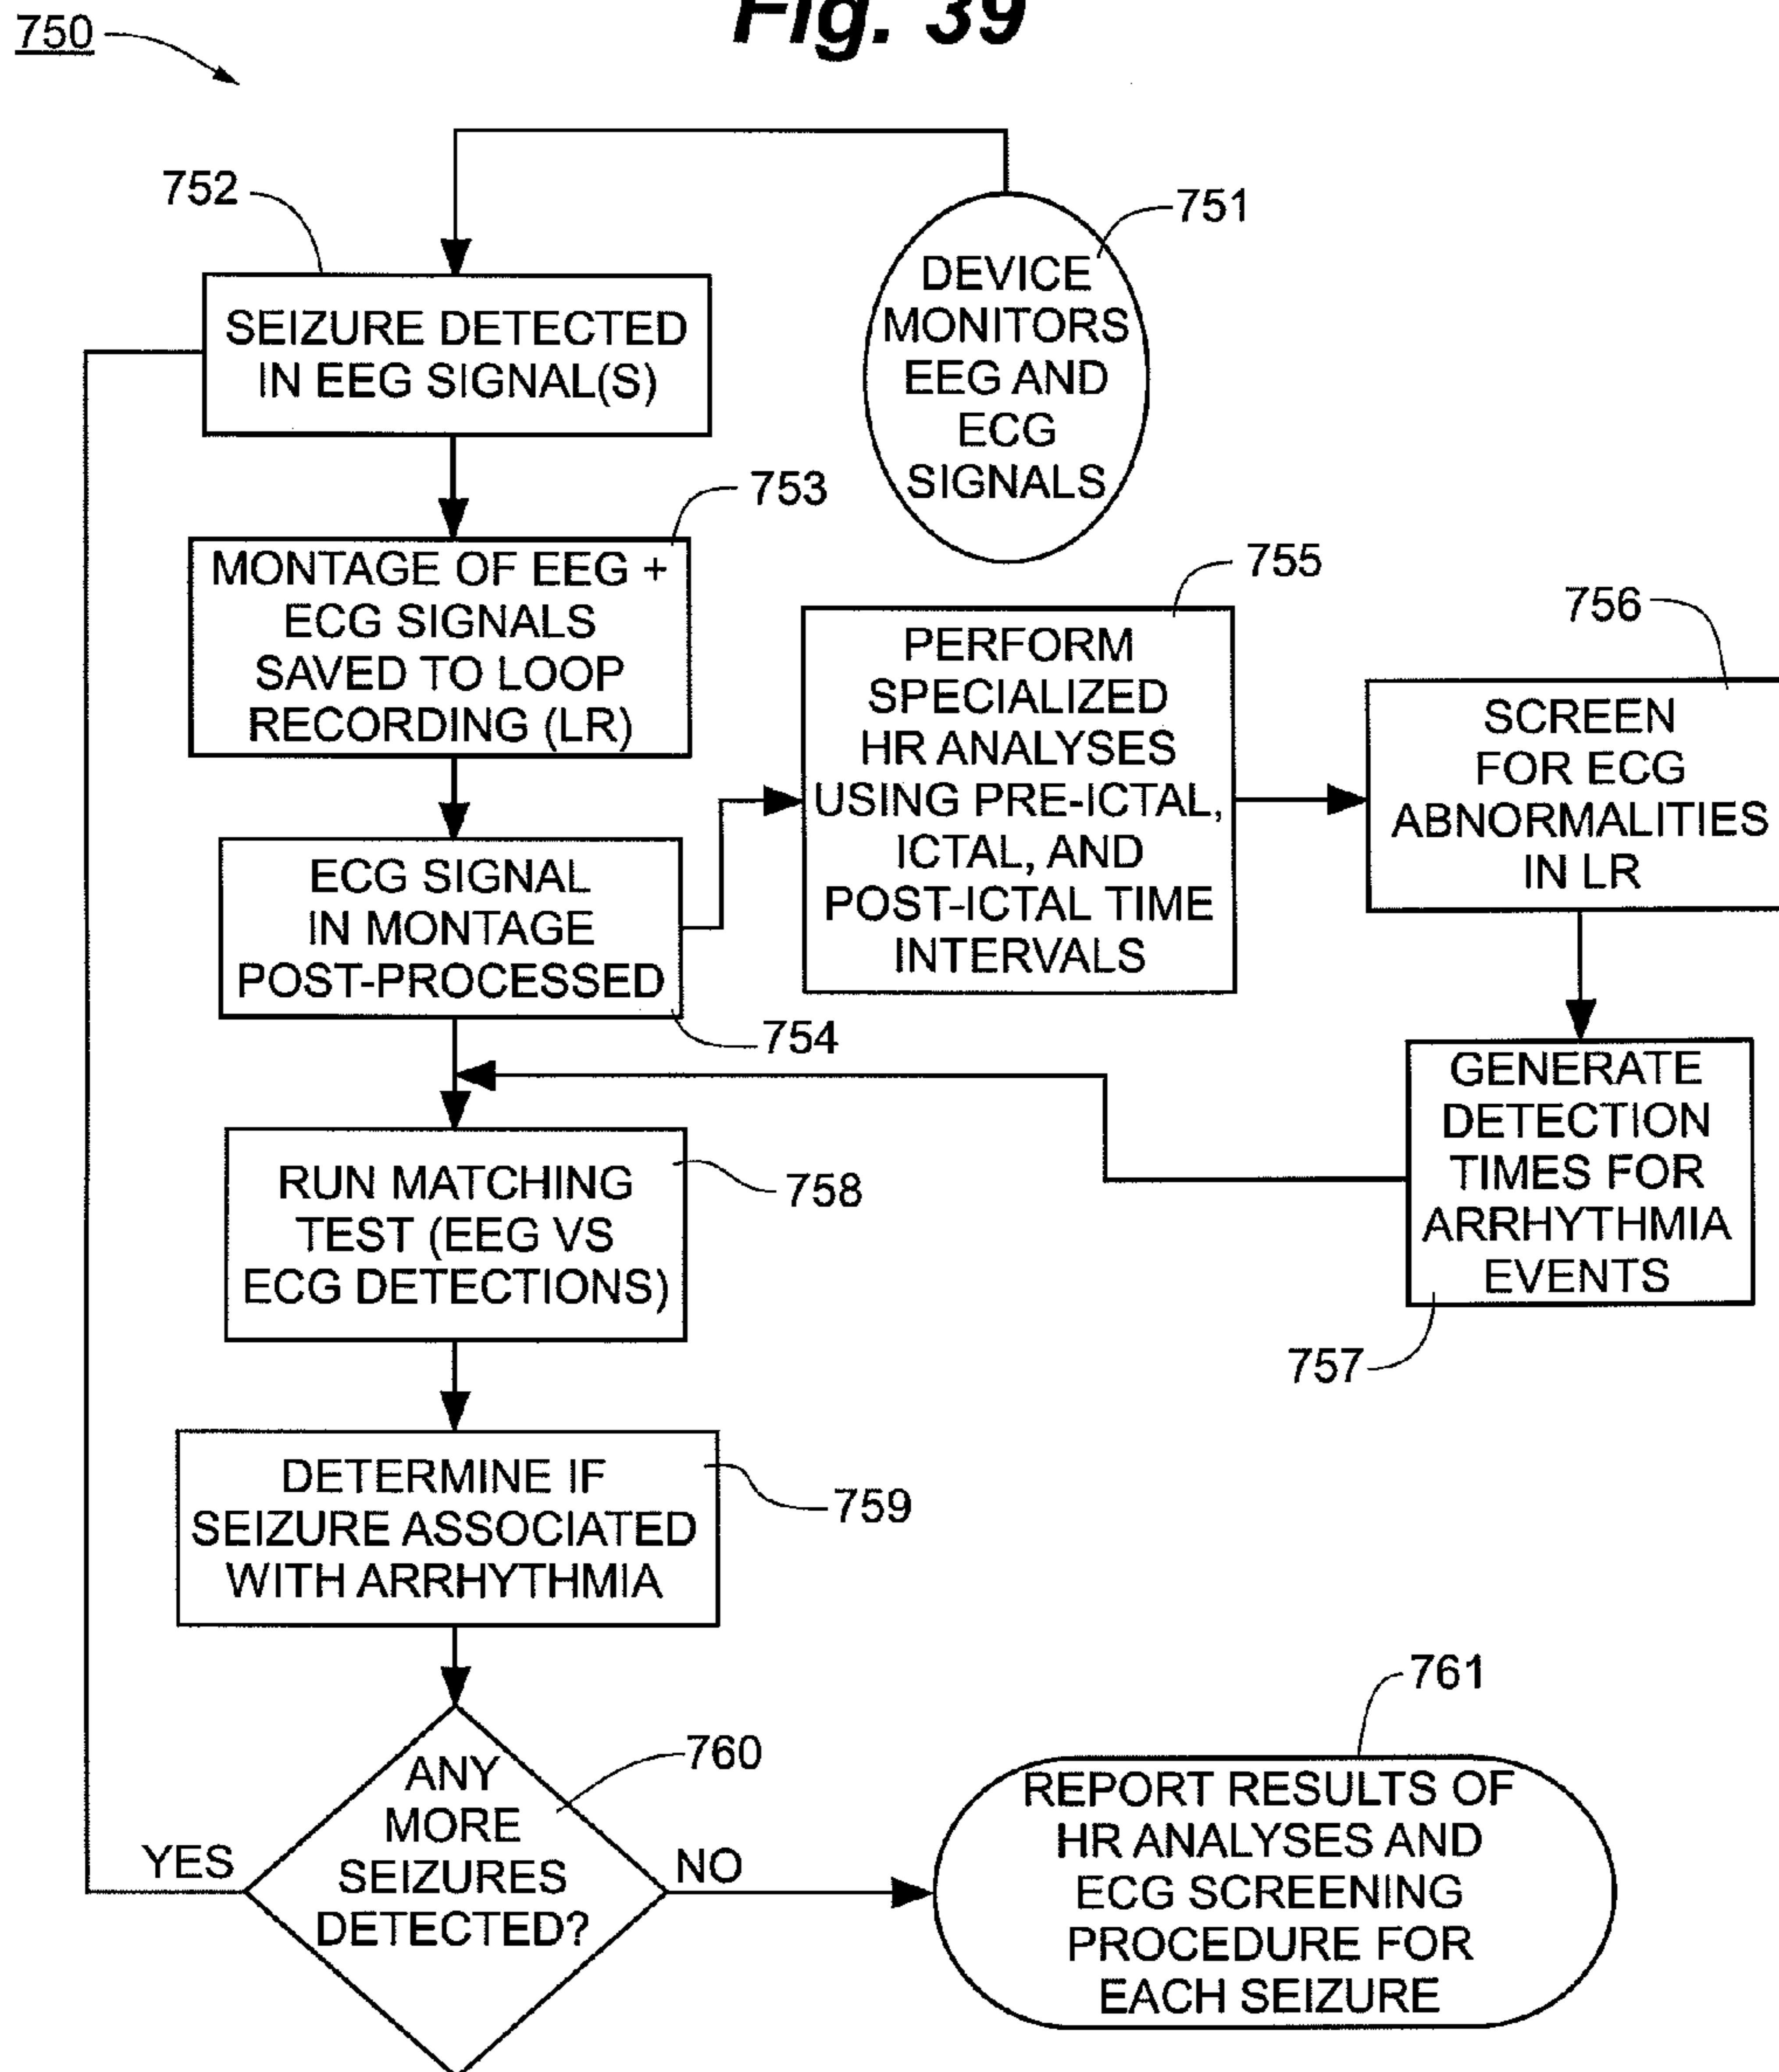 Fig. 39
750
752
751
DEVICE
MONITORS
EEG AND
ECG
SIGNALS
SEIZURE DETECTED
IN EEG SIGNAL(S)
753
MONTAGE OF EEG +
ECG SIGNALS
SAVED TO LOOP
RECORDING (LR)
755
PERFORM
SPECIALIZED
HR ANALYSES
USING PRE-ICTAL,
ICTAL, AND
POST-ICTAL TIME
INTERVALS
756
SCREEN
FOR ECG
ABNORMALITIES
IN LR
ECG SIGNAL
IN MONTAGE
POST-PROCESSED
754
GENERATE
DETECTION
TIMES FOR
ARRHYTHMIA
EVENTS
757
RUN MATCHING
TEST (EEG VS
ECG DETECTIONS)
758
DETERMINE IF
SEIZURE ASSOCIATED
WITH ARRHYTHMIA
759
ANY
MORE
SEIZURES
DETECTED?
760
YES
NO
761
REPORT RESULTS OF
HR ANALYSES AND
ECG SCREENING
PROCEDURE FOR
EACH SEIZURE